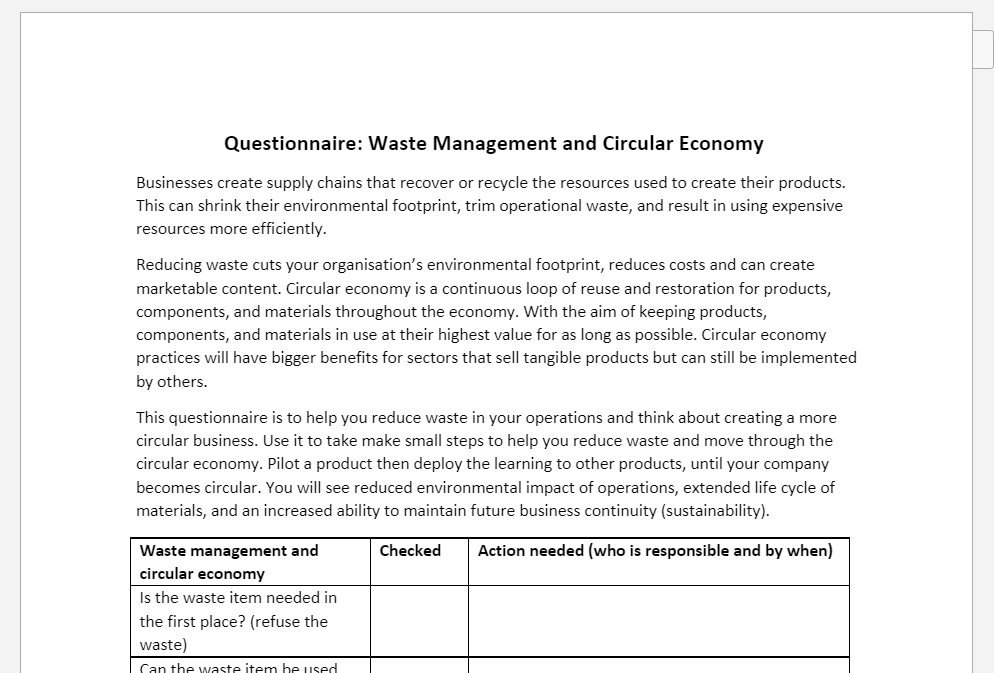 Questionnaire: Waste Management and Circular Economy
Businesses create supply chains that recover or recycle the resources used to create their products.
This can shrink their environmental footprint, trim operational waste, and result in using expensive
resources more efficiently.
Reducing waste cuts your organisation’s environmental footprint, reduces costs and can create
marketable content. Circular economy is a continuous loop of reuse and restoration for products,
components, and materials throughout the economy. With the aim of keeping products,
components, and materials in use at their highest value for as long as possible. Circular economy
practices will have bigger benefits for sectors that sell tangible products but can still be implemented
by others.
This questionnaire is to help you reduce waste in your operations and think about creating a more
circular business. Use it to take make small steps to help you reduce waste and move through the
circular economy. Pilot a product then deploy the learning to other products, until your company
becomes circular. You will see reduced environmental impact of operations, extended life cycle of
materials, and an increased ability to maintain future business continuity (sustainability).
Waste management and
circular economy
Checked
Action needed (who is responsible and by when)
Is the waste item needed in
the first place? (refuse the
waste)
Can the waste item be used